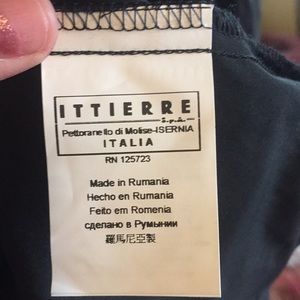 ITTIERRE
S.p.A.
Pettoranello di Molise-ISERNIA
ITALIA
RN 125723
Made in Rumania
Hecho en Rumania
Feito em Romenia
сделано в Румынии
羅馬尼亞製